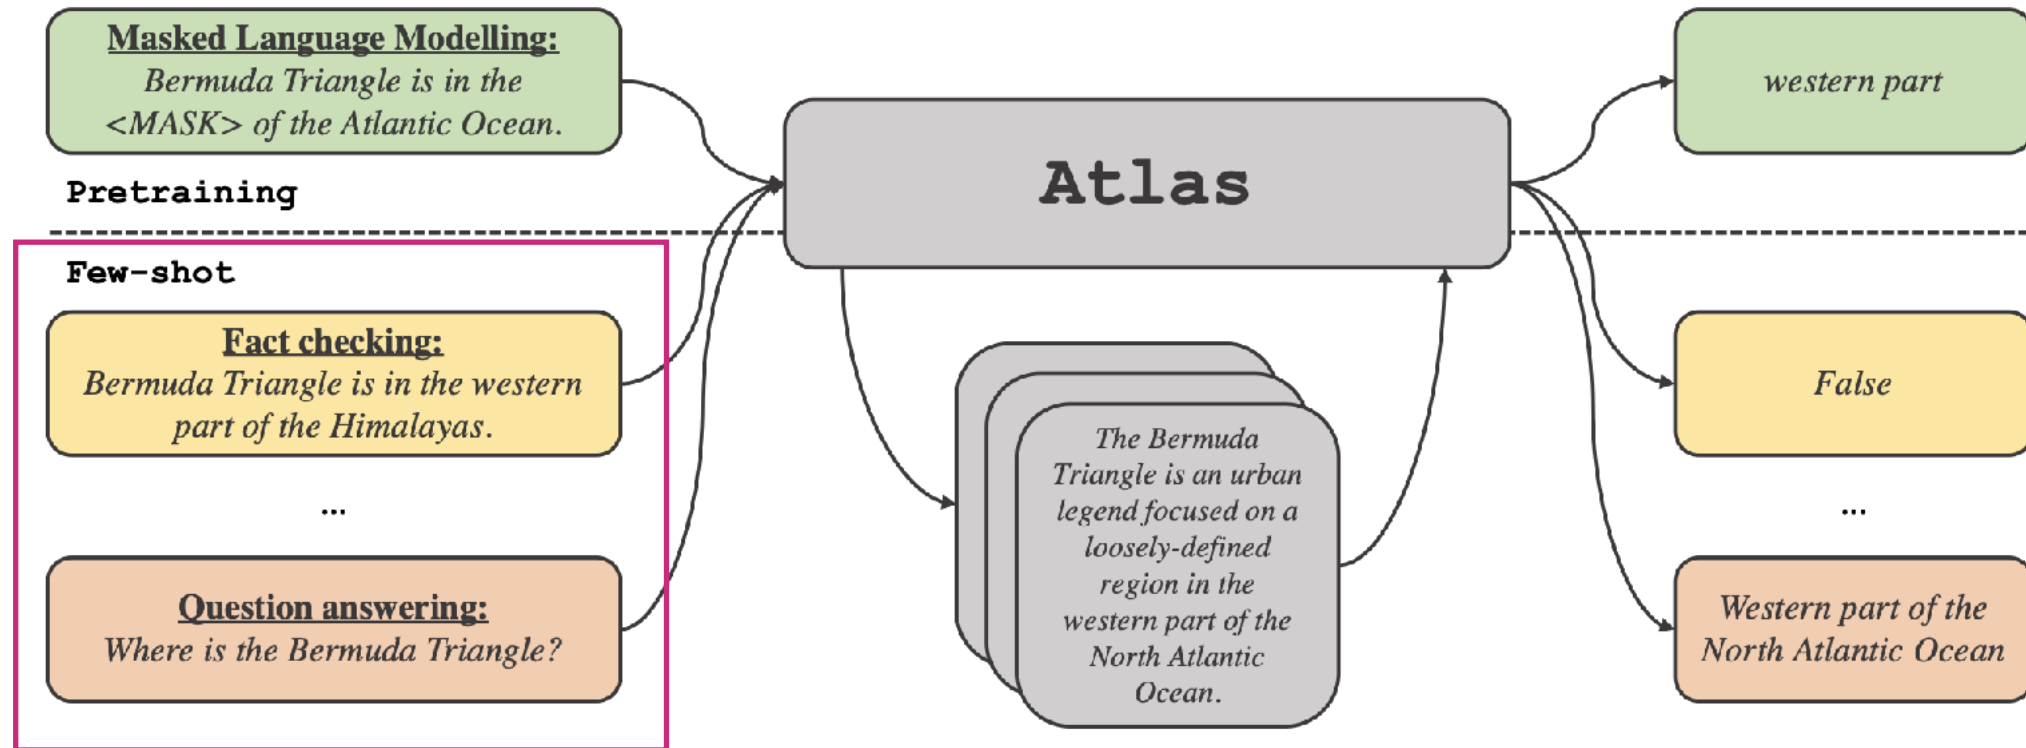 Masked Language Modelling:
Bermuda Triangle is in the
<MASK> of the Atlantic Ocean.
Pretraining
Few-shot
Fact checking:
Bermuda Triangle is in the western
part of the Himalayas.
...
Question answering:
Where is the Bermuda Triangle?
Atlas
The Bermuda
Triangle is an urban
legend focused on a
loosely-defined
region in the
western part of the
North Atlantic
Ocean.
western part
False
...
Western part of the
North Atlantic Ocean